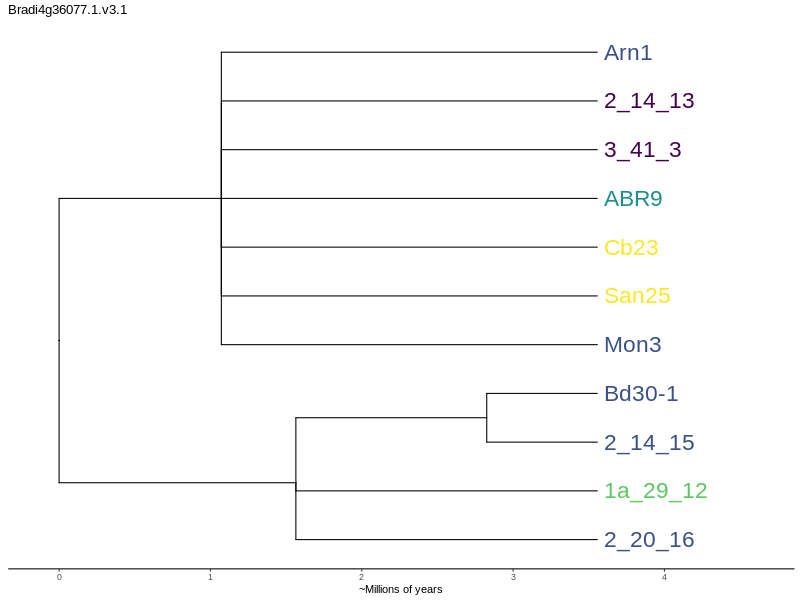 Bradi4g36077.1.v3.1
Arn1
2_14_13
3_41_3
ABR9
Cb23
San25
Mon3
Bd30-1
2_14_15
1a_29_12
2_20_16
0 1 2 3 4
~Millions of years